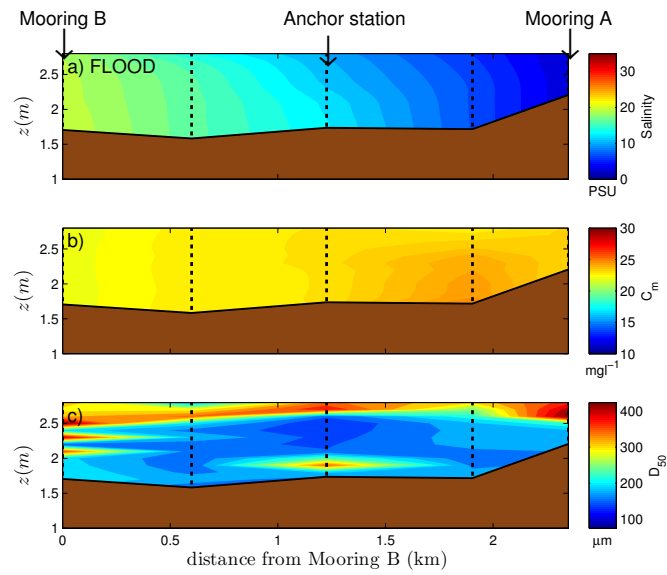 Mooring B Anchor station Mooring A
a) FLOOD
z(m)
2.5
2
1.5
1
30
20
10
0
Salinity
PSU
b)
z(m)
2.5
2
1.5
1
30
25
20
15
10
C_m
mgl⁻¹
c)
z(m)
2.5
2
1.5
1
400
300
200
100
D_50
µm
0 0.5 1 1.5 2
distance from Mooring B (km)